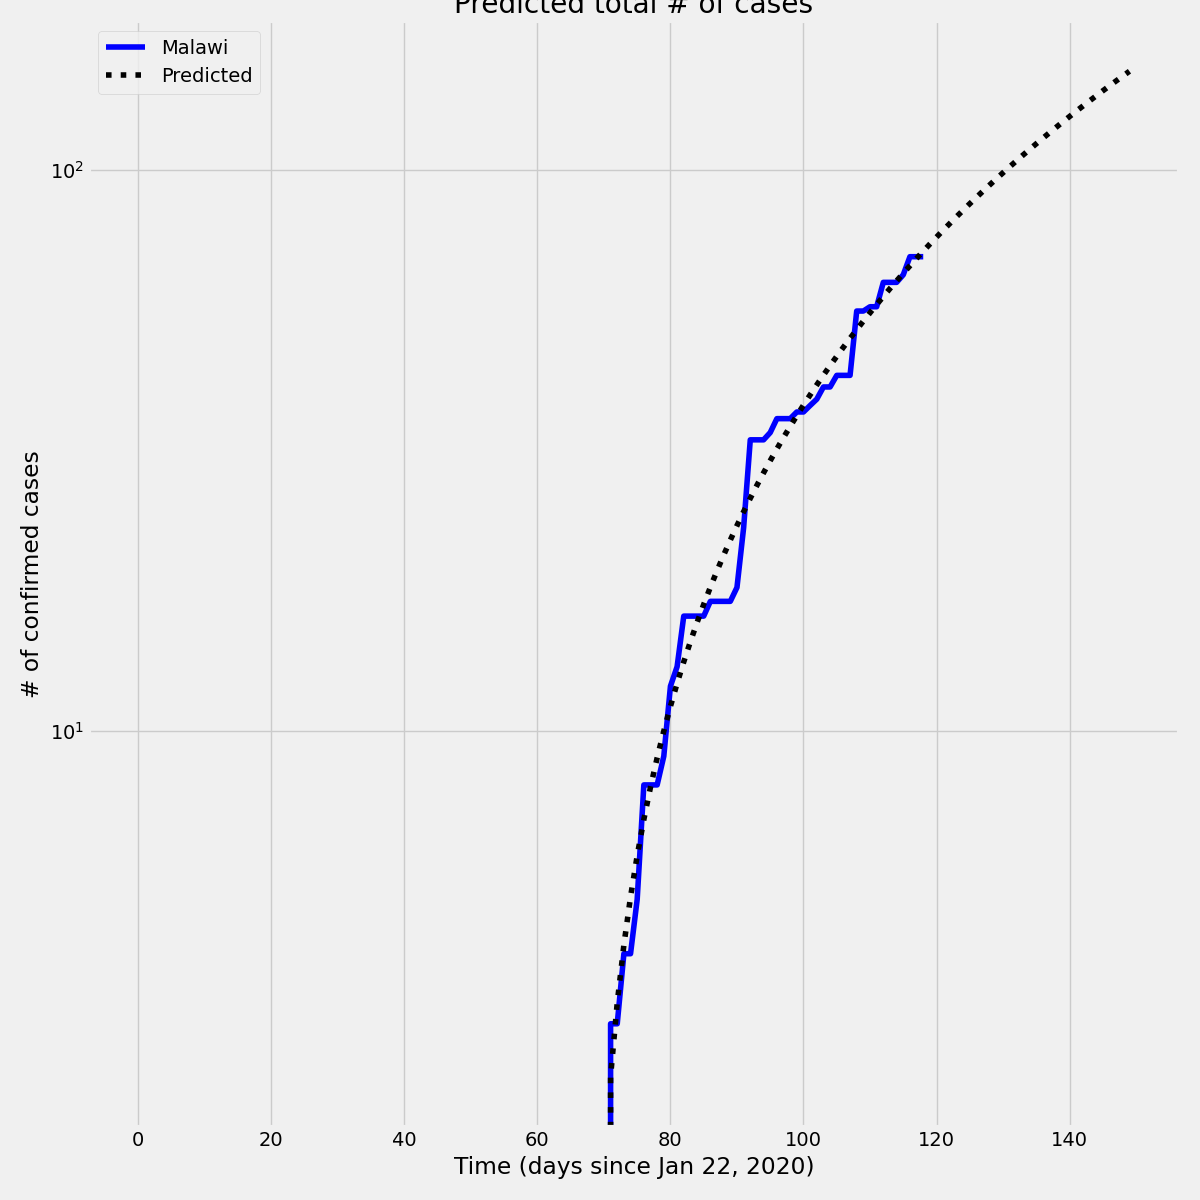 Predicted total # of cases
Malawi
Predicted
10²
10¹
# of confirmed cases
0 20 40 60 80 100 120 140
Time (days since Jan 22, 2020)